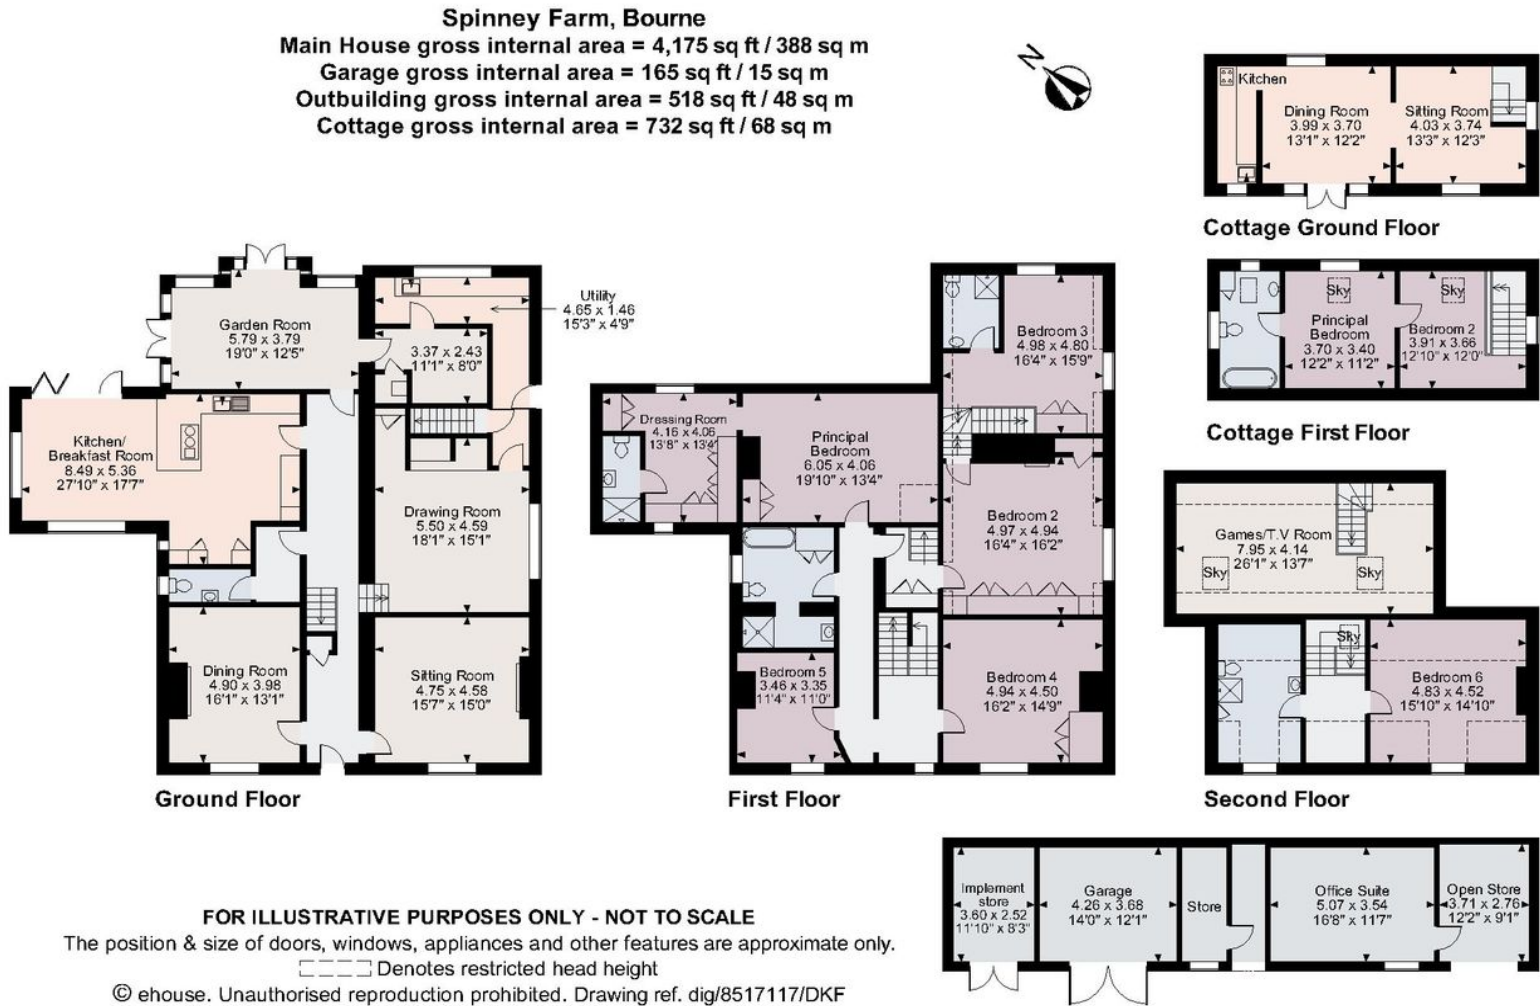 Spinney Farm, Bourne
Main House gross internal area = 4,175 sq ft / 388 sq m
Garage gross internal area = 165 sq ft / 15 sq m
Outbuilding gross internal area = 518 sq ft / 48 sq m
Cottage gross internal area = 732 sq ft / 68 sq m
N
Kitchen
Dining Room
3.99 x 3.70
13'1" x 12'2"
Sitting Room
4.03 x 3.74
13'3" x 12'3"
Cottage Ground Floor
Sky
Principal
Bedroom
3.70 x 3.40
12'2" x 11'2"
Sky
Bedroom 2
3.91 x 3.66
12'10" x 12'0"
Cottage First Floor
Garden Room
5.79 x 3.79
19'0" x 12'5"
Utility
4.65 x 1.46
15'3" x 4'9"
3.37 x 2.43
11'1" x 8'0"
Kitchen/
Breakfast Room
8.49 x 5.36
27'10" x 17'7"
Drawing Room
5.50 x 4.59
18'1" x 15'1"
Dining Room
4.90 x 3.98
16'1" x 13'1"
Sitting Room
4.75 x 4.58
15'7" x 15'0"
Ground Floor
Bedroom 3
4.98 x 4.80
16'4" x 15'9"
Dressing Room
4.16 x 4.06
13'8" x 13'4"
Principal
Bedroom
6.05 x 4.06
19'10" x 13'4"
Bedroom 2
4.97 x 4.94
16'4" x 16'2"
Bedroom 5
3.46 x 3.35
11'4" x 11'0"
Bedroom 4
4.94 x 4.50
16'2" x 14'9"
First Floor
Games/T.V Room
7.95 x 4.14
26'1" x 13'7"
Sky
Sky
Sky
Bedroom 6
4.83 x 4.52
15'10" x 14'10"
Second Floor
Implement
store
3.60 x 2.52
11'10" x 8'3"
Garage
4.26 x 3.68
14'0" x 12'1"
Store
Office Suite
5.07 x 3.54
16'8" x 11'7"
Open Store
3.71 x 2.76
12'2" x 9'1"
FOR ILLUSTRATIVE PURPOSES ONLY - NOT TO SCALE
The position & size of doors, windows, appliances and other features are approximate only.
Denotes restricted head height
© ehouse. Unauthorised reproduction prohibited. Drawing ref. dig/8517117/DKF